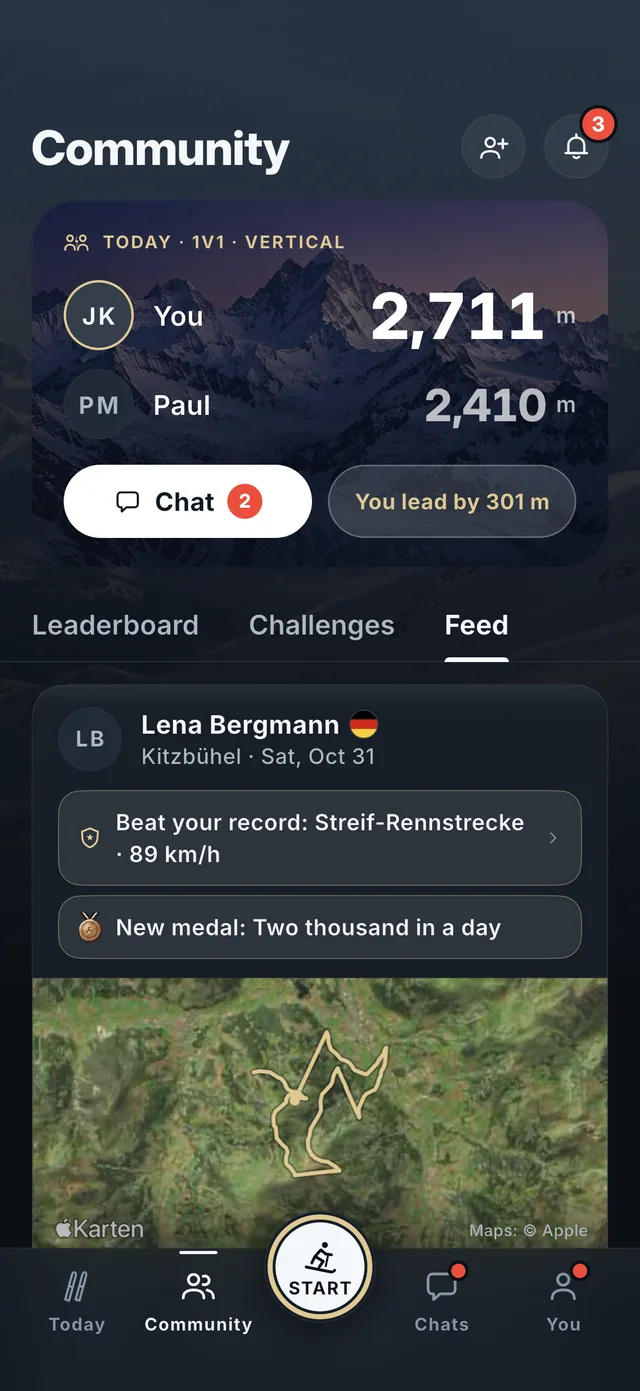 Community
3
TODAY · 1V1 · VERTICAL
JK You 2,711 m
PM Paul 2,410 m
Chat 2
You lead by 301 m
Leaderboard Challenges Feed
LB
Lena Bergmann
Kitzbühel · Sat, Oct 31
Beat your record: Streif-Rennstrecke
· 89 km/h
New medal: Two thousand in a day
Karten
Maps: © Apple
START
Today Community Chats You